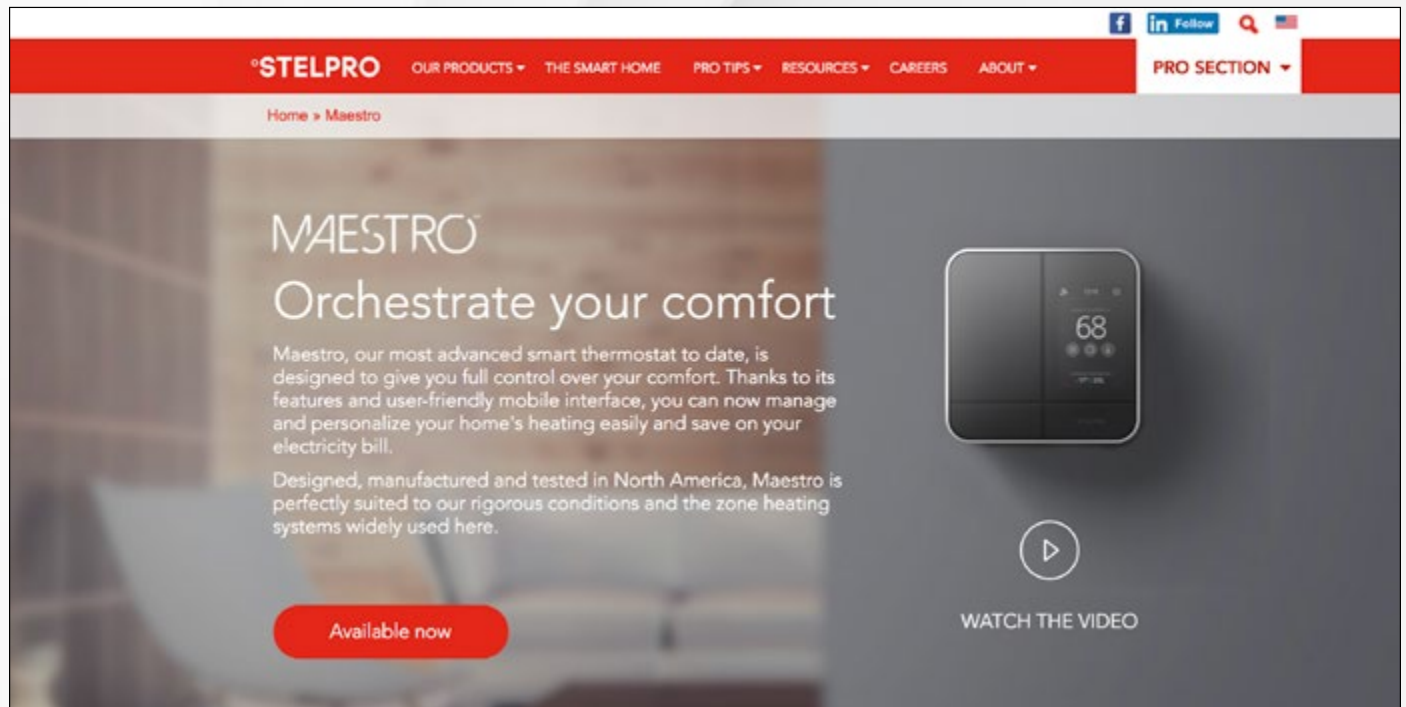 f in Follow
°STELPRO OUR PRODUCTS THE SMART HOME PRO TIPS RESOURCES CAREERS ABOUT PRO SECTION
Home » Maestro
MAESTRO
Orchestrate your comfort
Maestro, our most advanced smart thermostat to date, is
designed to give you full control over your comfort. Thanks to its
features and user-friendly mobile interface, you can now manage
and personalize your home's heating easily and save on your
electricity bill.
Designed, manufactured and tested in North America, Maestro is
perfectly suited to our rigorous conditions and the zone heating
systems widely used here.
Available now
68
WATCH THE VIDEO